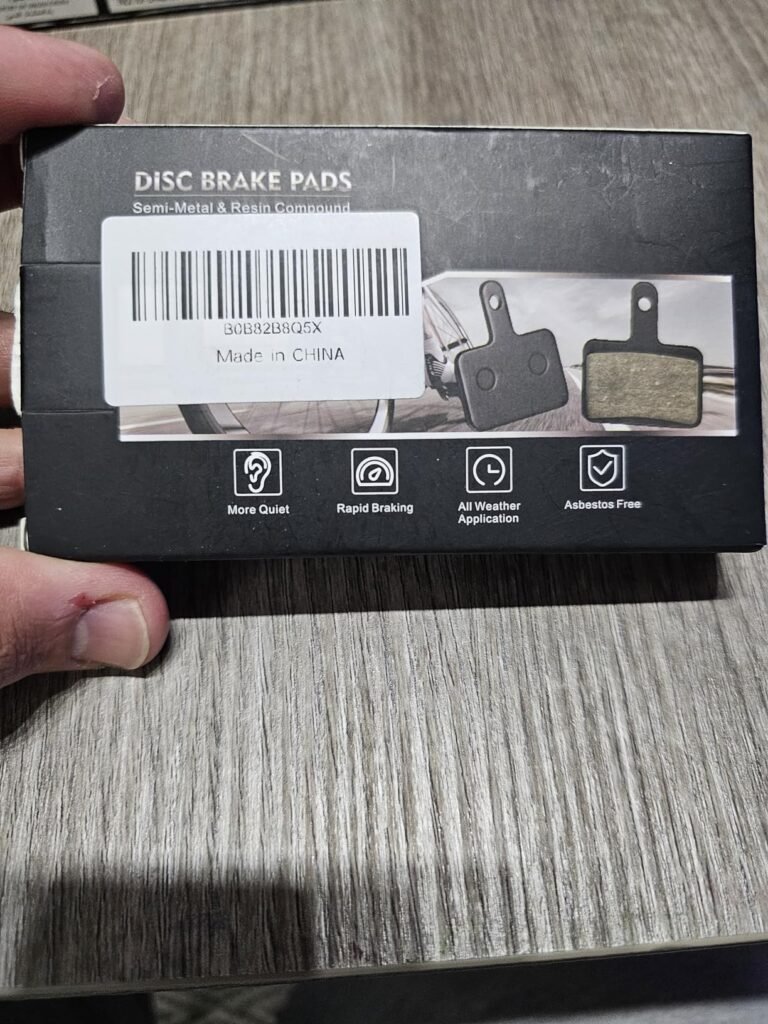 DiSC BRAKE PADS
Semi-Metal & Resin Compound
B0B82B8Q5X
Made in CHINA
More Quiet
Rapid Braking
All Weather
Application
Asbestos Free